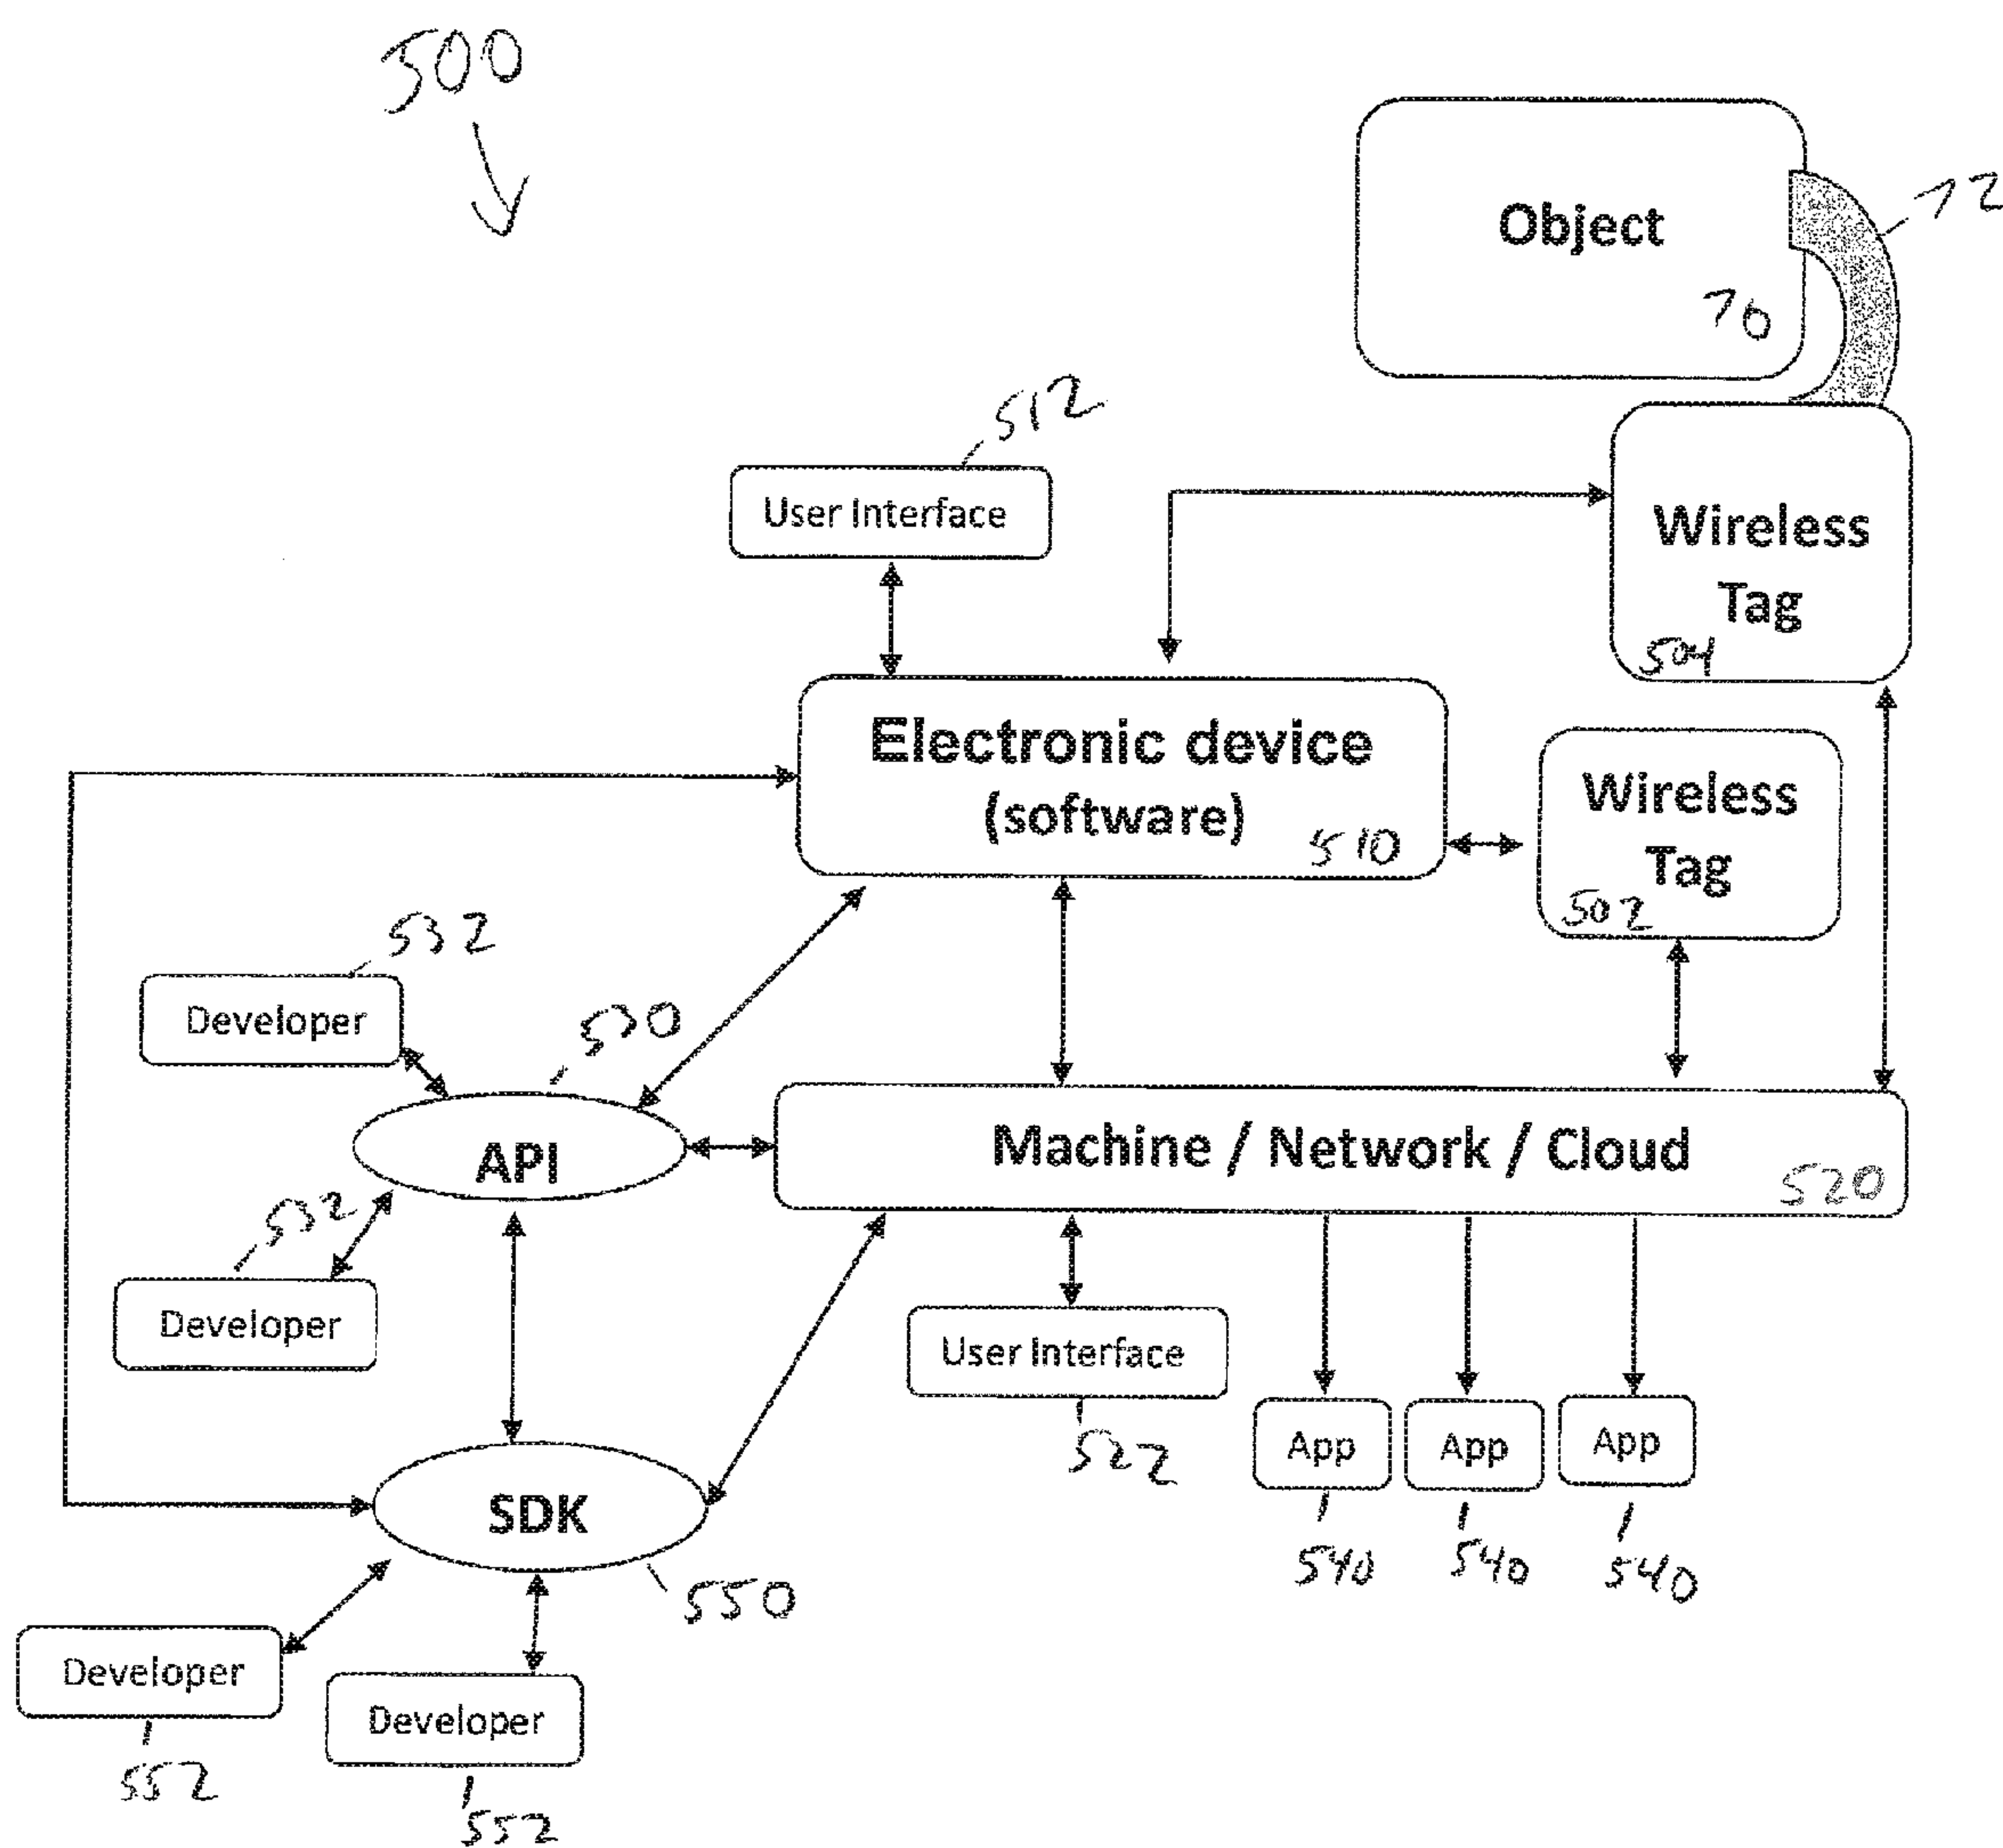 500
Object
12
10
512
User Interface
Wireless
Tag
504
Electronic device
(software)
510
Wireless
Tag
502
532
Developer
530
API
Machine / Network / Cloud
520
532
Developer
User Interface
522
App
App
App
540
540
540
SDK
550
Developer
552
Developer
552